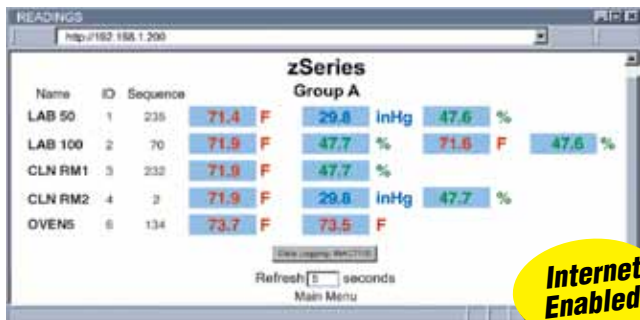 READINGS
http://192.168.1.200
zSeries
Group A
Name ID Sequence
LAB 50 1 235 71.4 F 29.8 inHg 47.6 %
LAB 100 2 70 71.9 F 47.7 % 71.6 F 47.6 %
CLN RM1 3 232 71.9 F 47.7 %
CLN RM2 4 2 71.9 F 29.8 inHg 47.7 %
OVEN5 6 134 73.7 F 73.5 F
Data Logging:
Refresh 5 seconds
Main Menu
Internet
Enabled